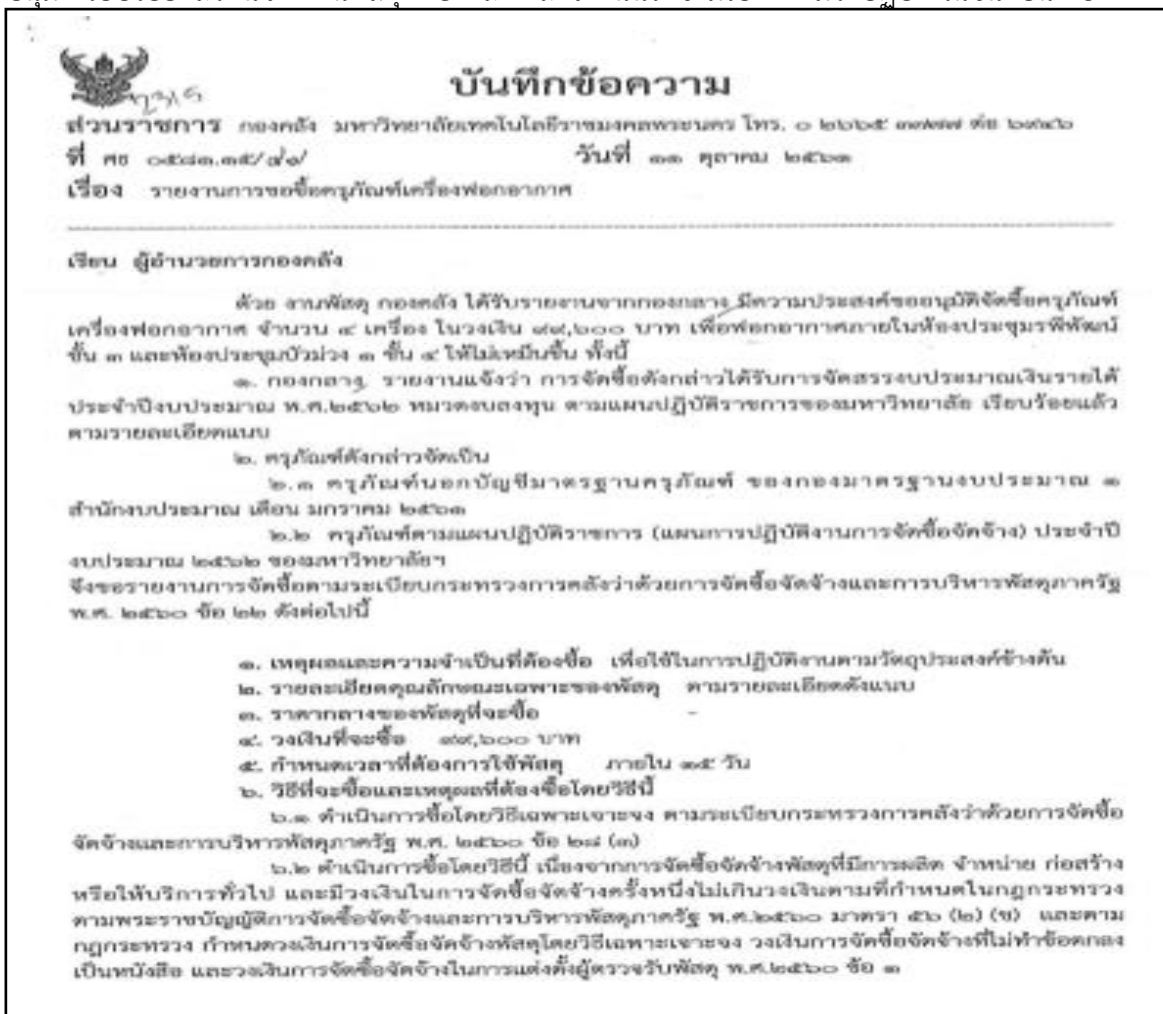 บันทึกข้อความ
ส่วนราชการ กองคลัง มหาวิทยาลัยเทคโนโลยีราชมงคลพระนคร โทร. ๐ ๒๖๖๕ ๓๗๗๗ ต่อ
ที่ ศธ ๐๕๘๑.๑๕/
วันที่ ๑๑ ตุลาคม ๒๕๖๑
เรื่อง รายงานการขอซื้อครุภัณฑ์เครื่องฟอกอากาศ
เรียน ผู้อำนวยการกองคลัง
ด้วย งานพัสดุ กองคลัง ได้รับรายงานจากกองกลาง มีความประสงค์ขออนุมัติจัดซื้อครุภัณฑ์
เครื่องฟอกอากาศ จำนวน ๔ เครื่อง ในวงเงิน ๙๙,๖๐๐ บาท เพื่อฟอกอากาศภายในห้องประชุมรพีพัฒน์
ชั้น ๓ และห้องประชุมบัวม่วง ๑ ชั้น ๔ ให้ไม่เหม็นชื้น ทั้งนี้
๑. กองกลาง รายงานแจ้งว่า การจัดซื้อดังกล่าวได้รับการจัดสรรงบประมาณเงินรายได้
ประจำปีงบประมาณ พ.ศ.๒๕๖๒ หมวดงบลงทุน ตามแผนปฏิบัติราชการของมหาวิทยาลัย เรียบร้อยแล้ว
ตามรายละเอียดแนบ
๒. ครุภัณฑ์ดังกล่าวจัดเป็น
๒.๑ ครุภัณฑ์นอกบัญชีมาตรฐานครุภัณฑ์ ของกองมาตรฐานงบประมาณ ๑
สำนักงบประมาณ เดือน มกราคม ๒๕๖๑
๒.๒ ครุภัณฑ์ตามแผนปฏิบัติราชการ (แผนการปฏิบัติงานการจัดซื้อจัดจ้าง) ประจำปี
งบประมาณ ๒๕๖๒ ของมหาวิทยาลัยฯ
จึงขอรายงานการจัดซื้อตามระเบียบกระทรวงการคลังว่าด้วยการจัดซื้อจัดจ้างและการบริหารพัสดุภาครัฐ
พ.ศ. ๒๕๖๐ ข้อ ๒๒ ดังต่อไปนี้
๑. เหตุผลและความจำเป็นที่ต้องซื้อ เพื่อใช้ในการปฏิบัติงานตามวัตถุประสงค์ข้างต้น
๒. รายละเอียดคุณลักษณะเฉพาะของพัสดุ ตามรายละเอียดดังแนบ
๓. ราคากลางของพัสดุที่จะซื้อ -
๔. วงเงินที่จะซื้อ ๙๙,๖๐๐ บาท
๕. กำหนดเวลาที่ต้องการใช้พัสดุ ภายใน ๑๕ วัน
๖. วิธีที่จะซื้อและเหตุผลที่ต้องซื้อโดยวิธีนี้
๖.๑ ดำเนินการซื้อโดยวิธีเฉพาะเจาะจง ตามระเบียบกระทรวงการคลังว่าด้วยการจัดซื้อ
จัดจ้างและการบริหารพัสดุภาครัฐ พ.ศ. ๒๕๖๐ ข้อ ๒๘ (๓)
๖.๒ ดำเนินการซื้อโดยวิธีนี้ เนื่องจากการจัดซื้อจัดจ้างพัสดุที่มีการผลิต จำหน่าย ก่อสร้าง
หรือให้บริการทั่วไป และมีวงเงินในการจัดซื้อจัดจ้างครั้งหนึ่งไม่เกินวงเงินตามที่กำหนดในกฎกระทรวง
ตามพระราชบัญญัติการจัดซื้อจัดจ้างและการบริหารพัสดุภาครัฐ พ.ศ.๒๕๖๐ มาตรา ๕๖ (๒) (ข) และตาม
กฎกระทรวง กำหนดวงเงินการจัดซื้อจัดจ้างพัสดุโดยวิธีเฉพาะเจาะจง วงเงินการจัดซื้อจัดจ้างที่ไม่ทำข้อตกลง
เป็นหนังสือ และวงเงินการจัดซื้อจัดจ้างในการแต่งตั้งผู้ตรวจรับพัสดุ พ.ศ.๒๕๖๐ ข้อ ๑